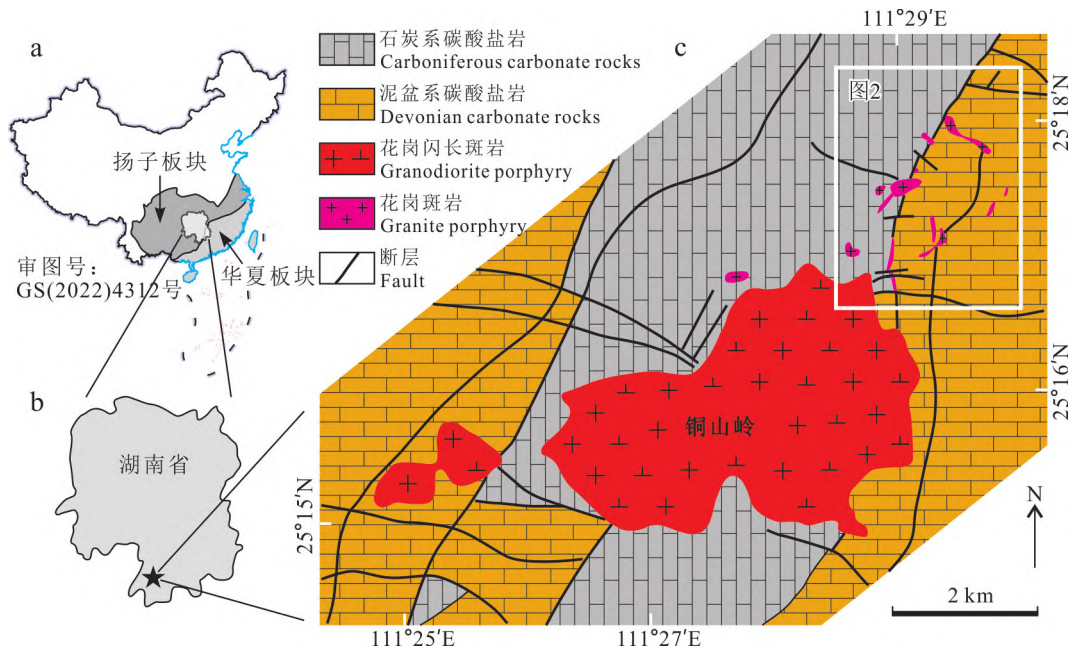 a
扬子板块
华夏板块
审图号：
GS(2022)4312号
b
湖南省
石炭系碳酸盐岩
Carboniferous carbonate rocks
泥盆系碳酸盐岩
Devonian carbonate rocks
花岗闪长斑岩
Granodiorite porphyry
花岗斑岩
Granite porphyry
断层
Fault
c
111°29′E
图2
25°18′N
25°16′N
铜山岭
25°15′N
N
2 km
111°25′E
111°27′E